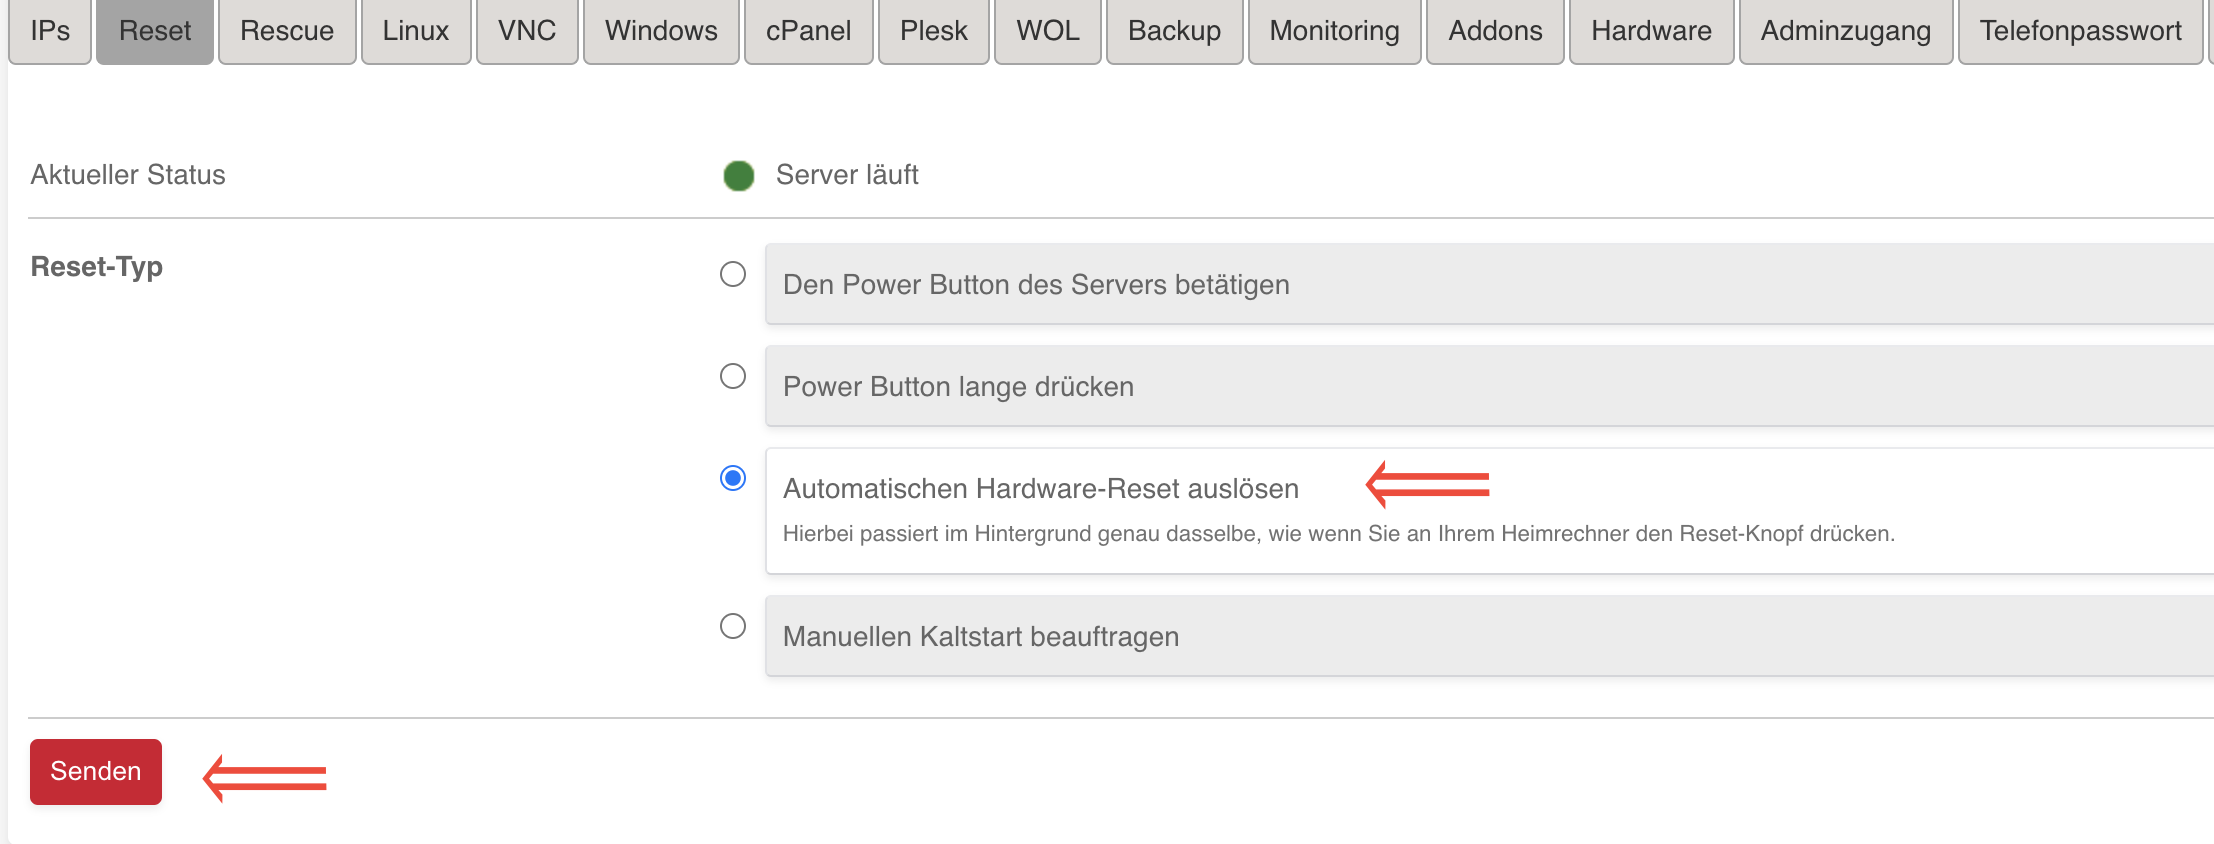 IPs Reset Rescue Linux VNC Windows cPanel Plesk WOL Backup Monitoring Addons Hardware Adminzugang Telefonpasswort
Aktueller Status Server läuft
Reset-Typ
Den Power Button des Servers betätigen
Power Button lange drücken
Automatischen Hardware-Reset auslösen
Hierbei passiert im Hintergrund genau dasselbe, wie wenn Sie an Ihrem Heimrechner den Reset-Knopf drücken.
Manuellen Kaltstart beauftragen
Senden